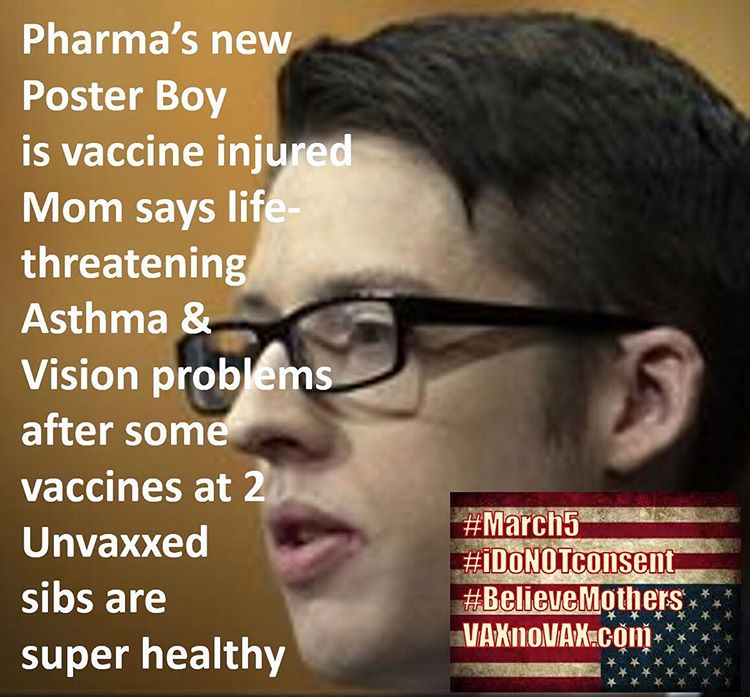 Pharma's new
Poster Boy
is vaccine injured
Mom says life-
threatening
Asthma &
Vision problems
after some
vaccines at 2
Unvaxxed
sibs are
super healthy
#March5
#iDoNOTconsent
#BelieveMothers
VAXnoVAX.com